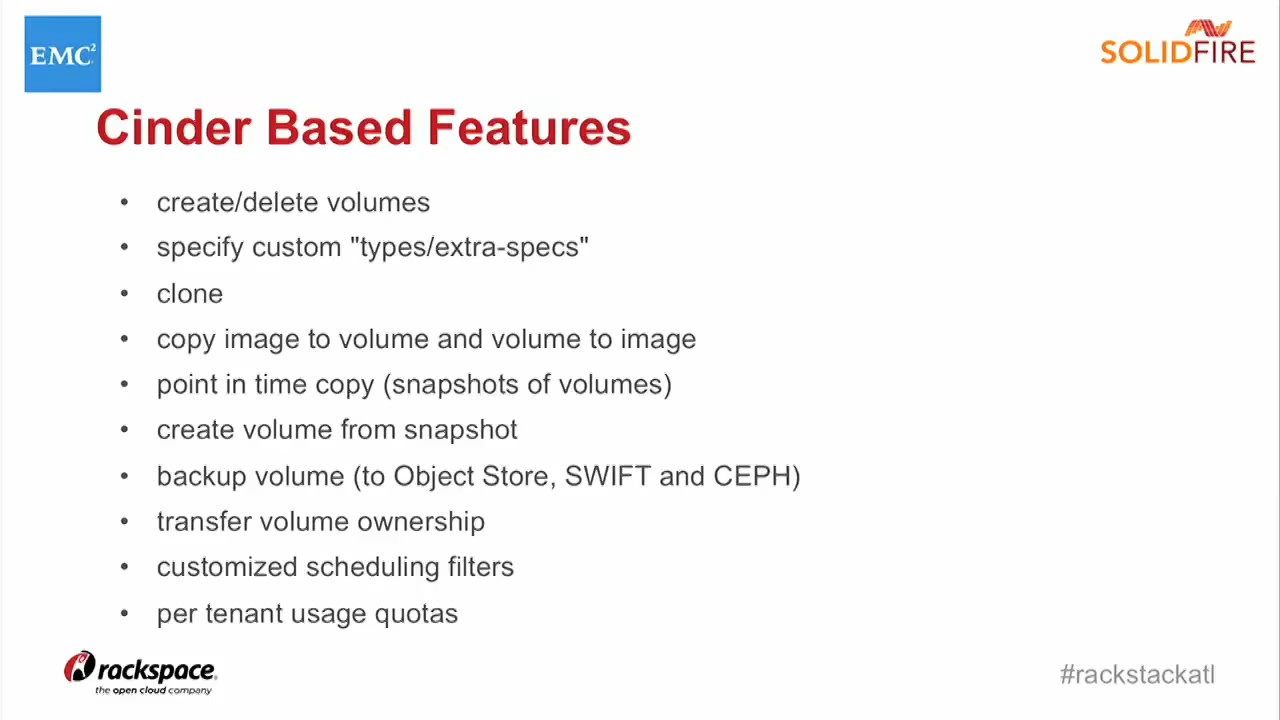 EMC²
SOLIDFIRE
Cinder Based Features
• create/delete volumes
• specify custom "types/extra-specs"
• clone
• copy image to volume and volume to image
• point in time copy (snapshots of volumes)
• create volume from snapshot
• backup volume (to Object Store, SWIFT and CEPH)
• transfer volume ownership
• customized scheduling filters
• per tenant usage quotas
rackspace
the open cloud company
#rackstackatl